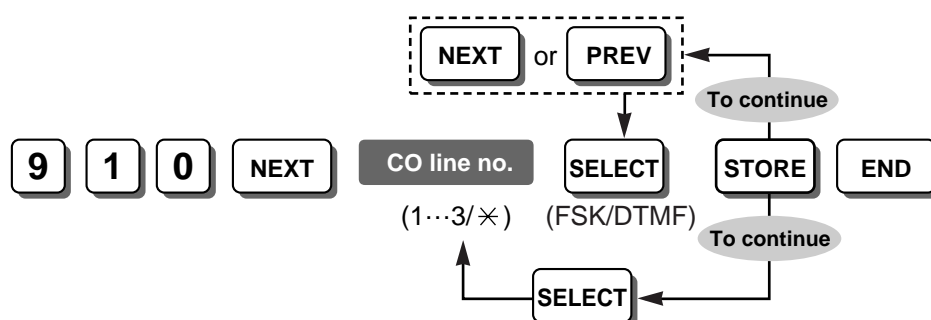 NEXT or PREV
To continue
9 1 0 NEXT CO line no. SELECT STORE END
(1···3/✳) (FSK/DTMF)
To continue
SELECT